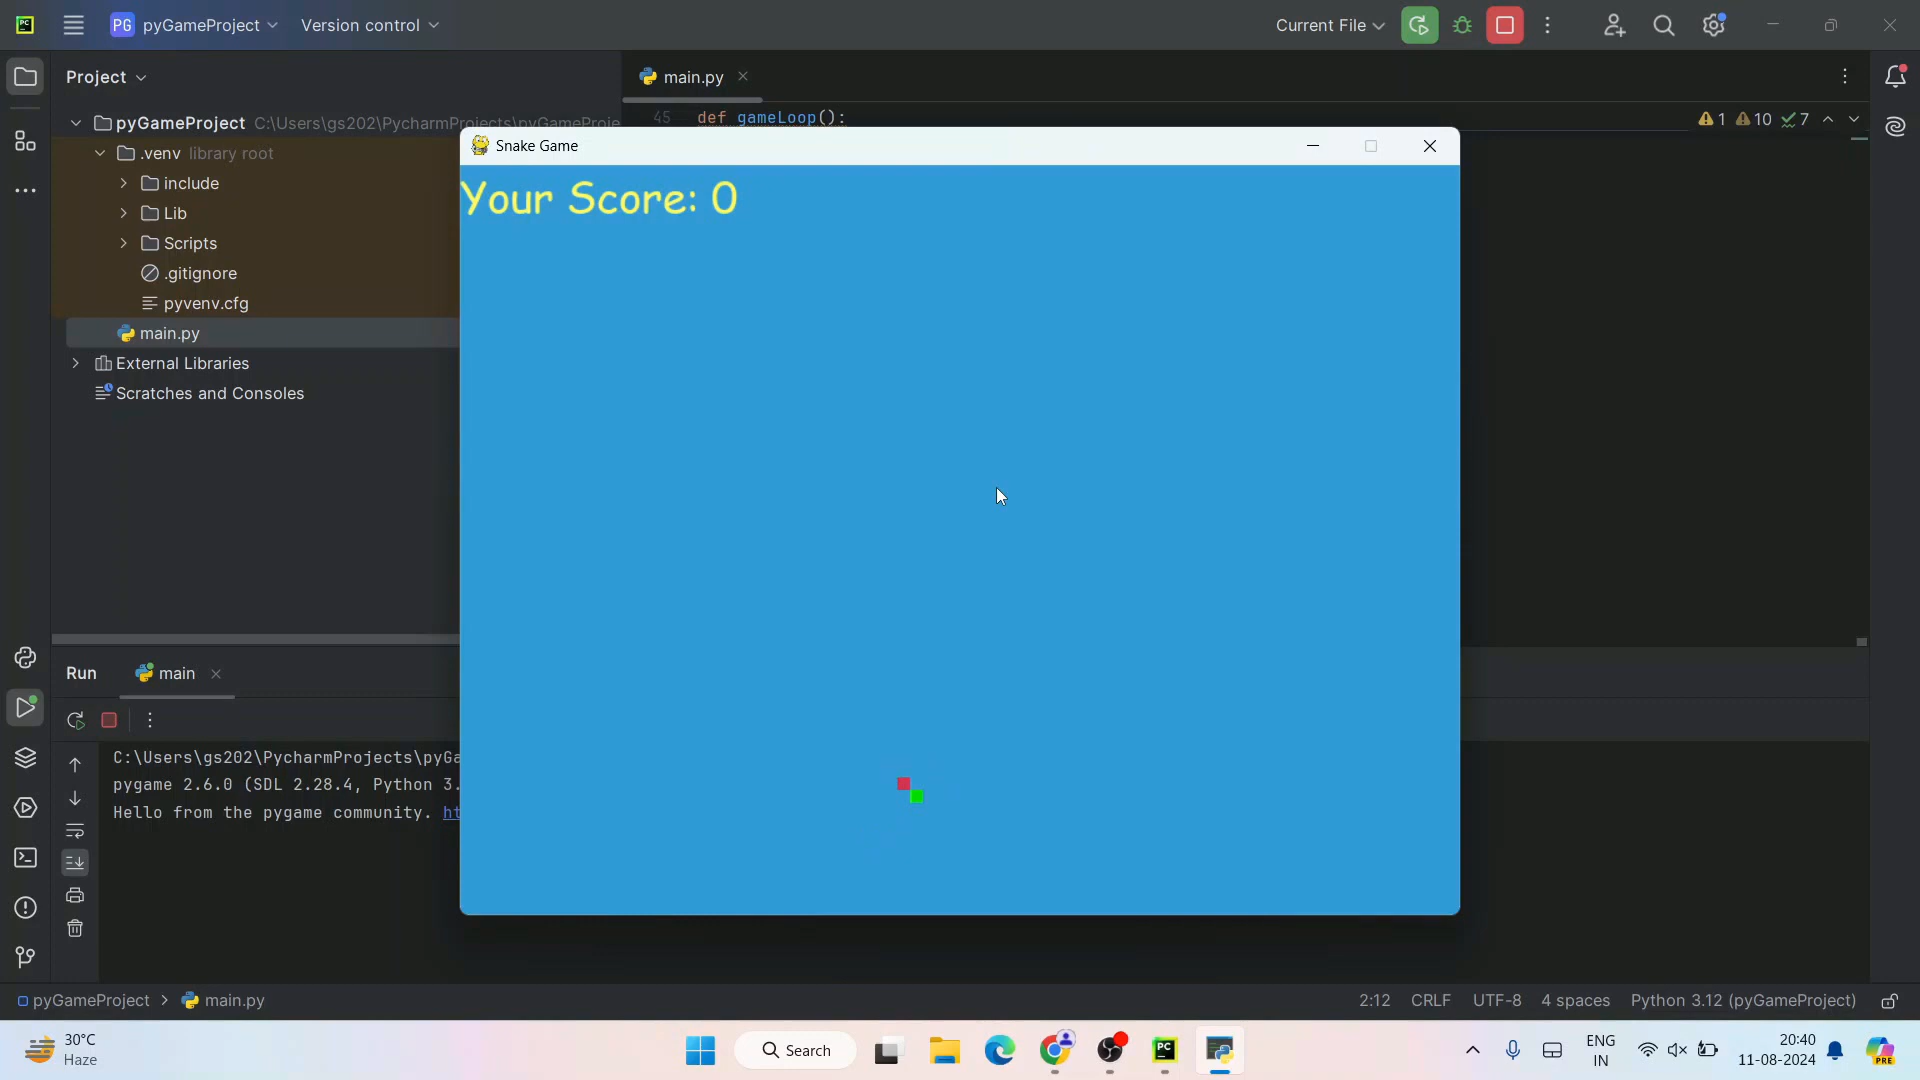 PG pyGameProject Version control Current File
Project main.py
pyGameProject C:\Users\gs202\PycharmProjects\pyGameProje
45 def gameLoop(): 1 10 7
Snake Game
.venv library root
include
Your Score: 0
Lib
Scripts
.gitignore
pyvenv.cfg
main.py
External Libraries
Scratches and Consoles
Run main
C:\Users\gs202\PycharmProjects\pyGa
pygame 2.6.0 (SDL 2.28.4, Python 3.
Hello from the pygame community. ht
pyGameProject main.py 2:12 CRLF UTF-8 4 spaces Python 3.12 (pyGameProject)
30°C
Haze
Search
PC
ENG
IN
20:40
11-08-2024
PRE